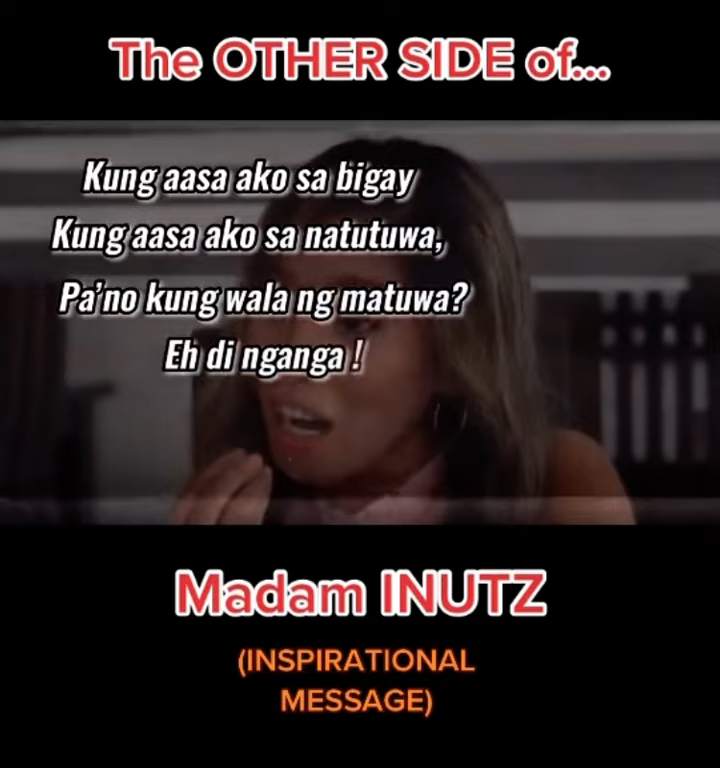 The OTHER SIDE of...
Kung aasa ako sa bigay
Kung aasa ako sa natutuwa,
Pa'no kung wala ng matuwa?
Eh di nganga !
Madam INUTZ
(INSPIRATIONAL
MESSAGE)